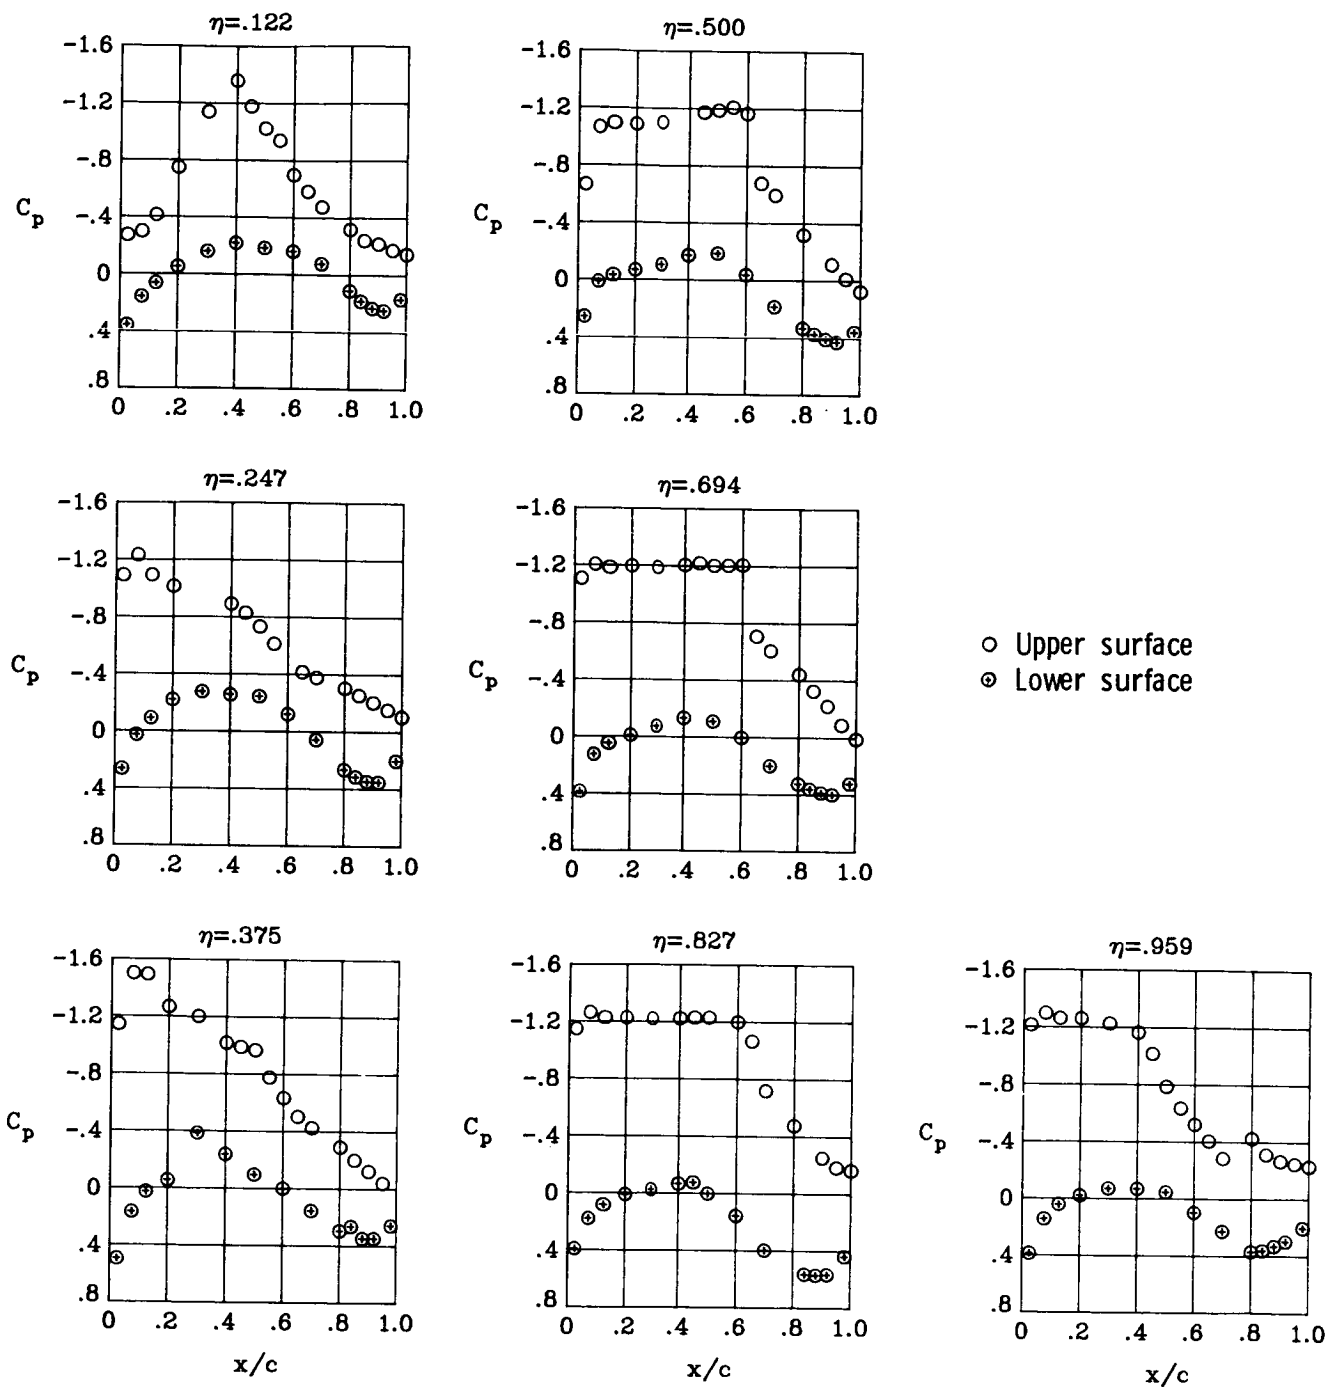 η=.122
-1.6
-1.2
-.8
-.4
0
.4
.8
C_p
0 .2 .4 .6 .8 1.0
η=.500
-1.6
-1.2
-.8
-.4
0
.4
.8
C_p
0 .2 .4 .6 .8 1.0
η=.247
-1.6
-1.2
-.8
-.4
0
.4
.8
C_p
0 .2 .4 .6 .8 1.0
η=.694
-1.6
-1.2
-.8
-.4
0
.4
.8
C_p
0 .2 .4 .6 .8 1.0
Upper surface
Lower surface
η=.375
-1.6
-1.2
-.8
-.4
0
.4
.8
C_p
0 .2 .4 .6 .8 1.0
x/c
η=.827
-1.6
-1.2
-.8
-.4
0
.4
.8
C_p
0 .2 .4 .6 .8 1.0
x/c
η=.959
-1.6
-1.2
-.8
-.4
0
.4
.8
C_p
0 .2 .4 .6 .8 1.0
x/c